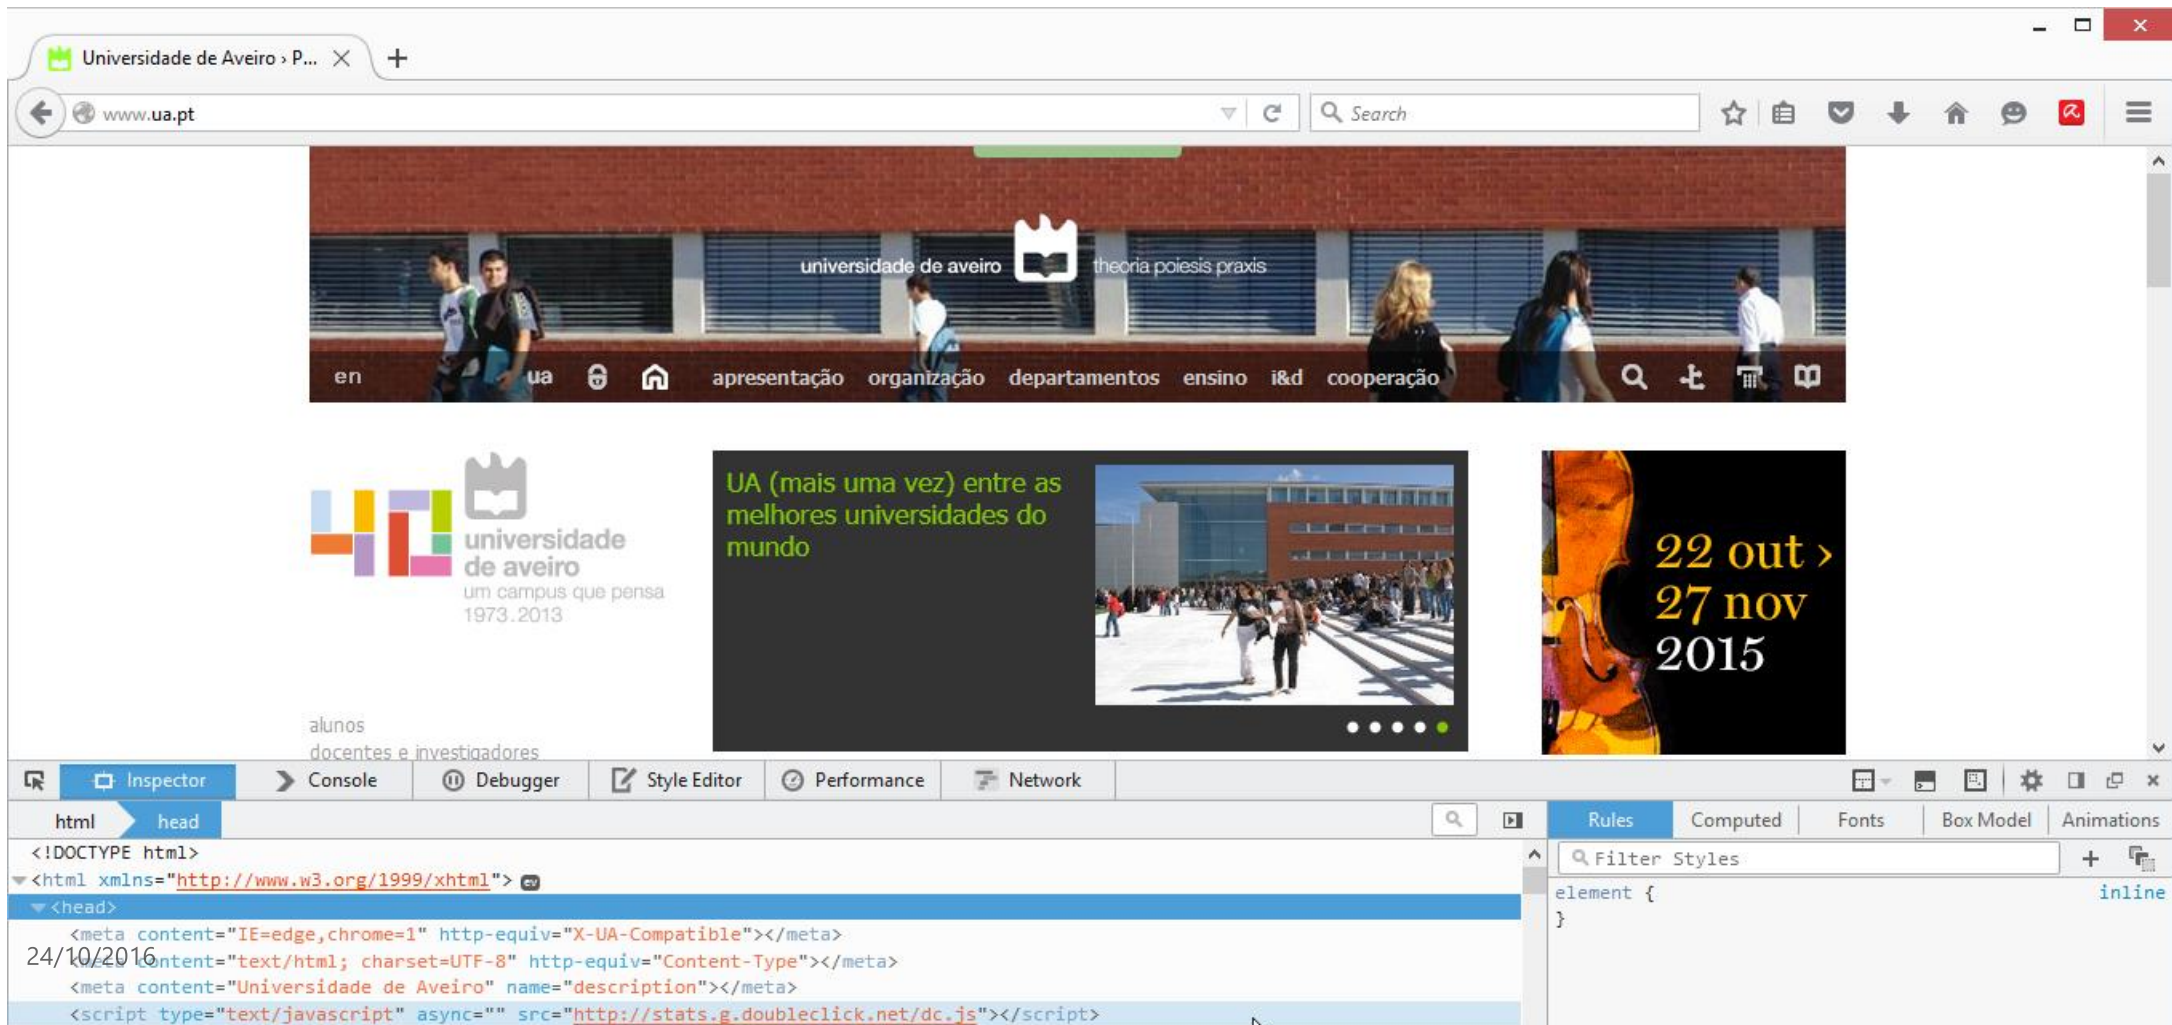 Universidade de Aveiro › P...
www.ua.pt
Search
universidade de aveiro theoria poiesis praxis
en ua apresentação organização departamentos ensino i&d cooperação
universidade
de aveiro
um campus que pensa
1973.2013
UA (mais uma vez) entre as
melhores universidades do
mundo
22 out ›
27 nov
2015
alunos
docentes e investigadores
Inspector Console Debugger Style Editor Performance Network
html head
Rules Computed Fonts Box Model Animations
<!DOCTYPE html>
Filter Styles
<html xmlns="http://www.w3.org/1999/xhtml"> ev
element { inline
}
<head>
<meta content="IE=edge,chrome=1" http-equiv="X-UA-Compatible"></meta>
24/10/2016
<meta content="text/html; charset=UTF-8" http-equiv="Content-Type"></meta>
<meta content="Universidade de Aveiro" name="description"></meta>
<script type="text/javascript" async="" src="http://stats.g.doubleclick.net/dc.js"></script>